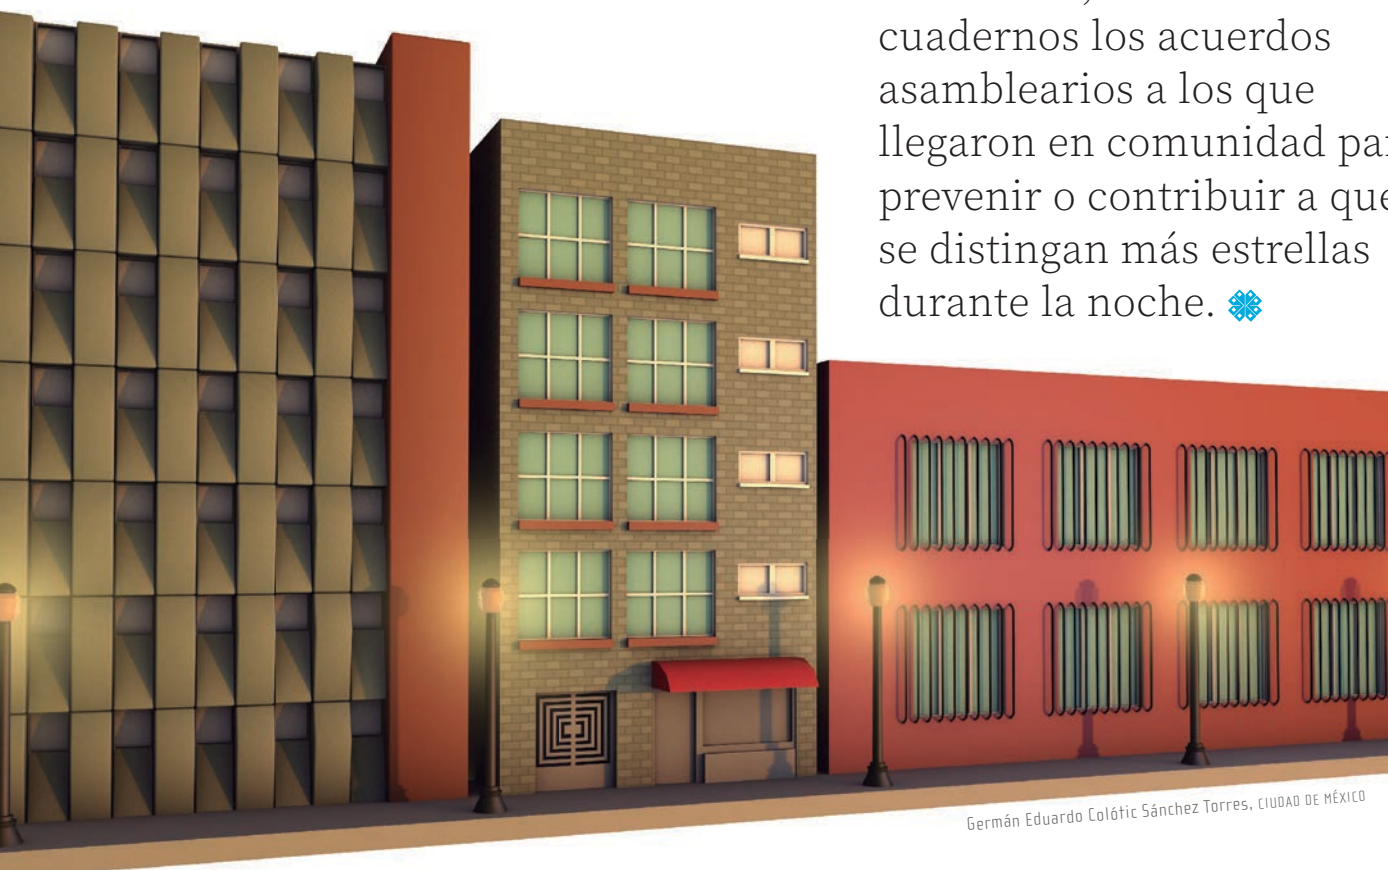 cuadernos los acuerdos
asamblearios a los que
llegaron en comunidad
prevenir o contribuir a que
se distingan más estrellas
durante la noche.
Germán Eduardo Colótic Sánchez Torres, CIUDAD DE MÉXICO